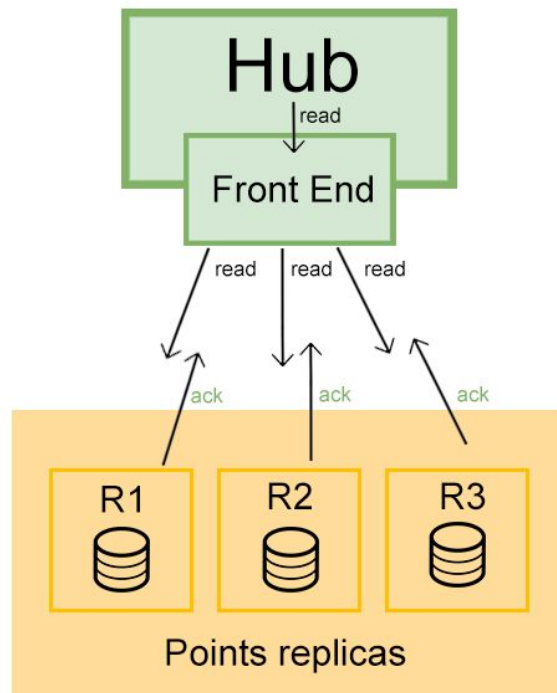 Hub
read
Front End
read read read
ack ack ack
R1 R2 R3
Points replicas